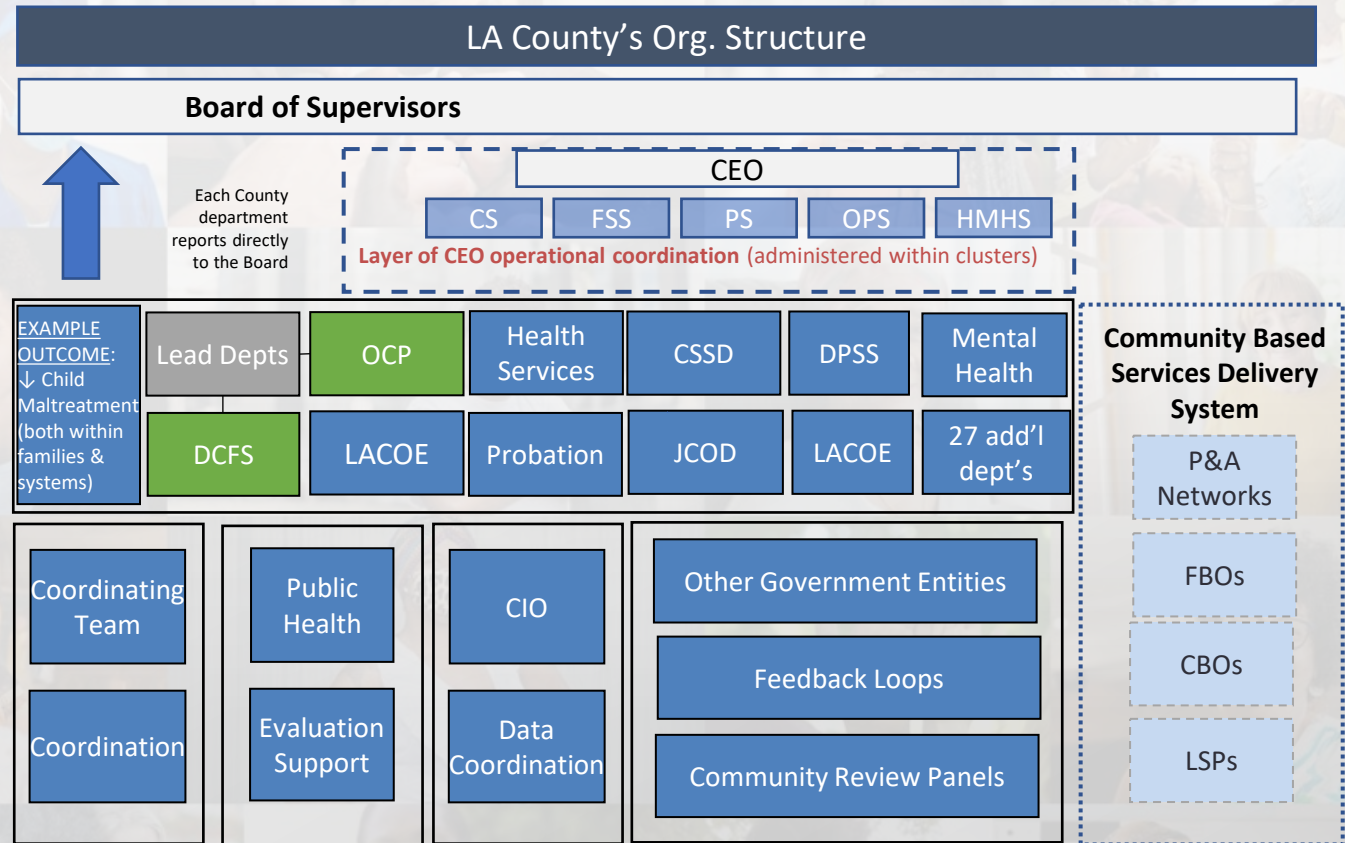 LA County’s Org. Structure
Board of Supervisors
Each County
department
reports directly
to the Board
CEO
CS
FSS
PS
OPS
HMHS
Layer of CEO operational coordination (administered within clusters)
EXAMPLE
OUTCOME:
↓ Child
Maltreatment
(both within
families &
systems)
Lead Depts
OCP
Health
Services
CSSD
DPSS
Mental
Health
DCFS
LACOE
Probation
JCOD
LACOE
27 add’l
dept’s
Community Based
Services Delivery
System
P&A
Networks
FBOs
CBOs
LSPs
Coordinating
Team
Coordination
Public
Health
Evaluation
Support
CIO
Data
Coordination
Other Government Entities
Feedback Loops
Community Review Panels